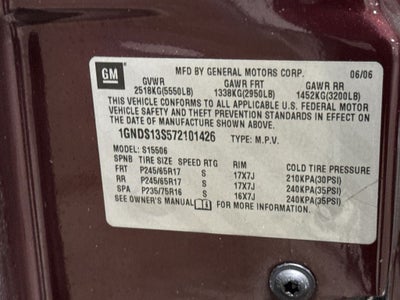 GM
MFD BY GENERAL MOTORS CORP. 06/06
GVWR GAWR FRT GAWR RR
2518KG(5550LB) 1338KG(2950LB) 1452KG(3200LB)
THIS VEHICLE CONFORMS TO ALL APPLICABLE U.S. FEDERAL MOTOR
VEHICLE SAFETY AND THEFT PREVENTION STANDARDS IN EFFECT ON
THE DATE OF MANUFACTURE SHOWN ABOVE.
1GNDS13S572101426 TYPE: M.P.V.
MODEL: S15506
SPNB TIRE SIZE SPEED RTG RIM COLD TIRE PRESSURE
FRT P245/65R17 S 17X7J 210KPA(30PSI)
RR P245/65R17 S 17X7J 240KPA(35PSI)
SPA P235/75R16 S 16X7J 240KPA(35PSI)
SEE OWNER'S MANUAL FOR MORE INFORMATION.